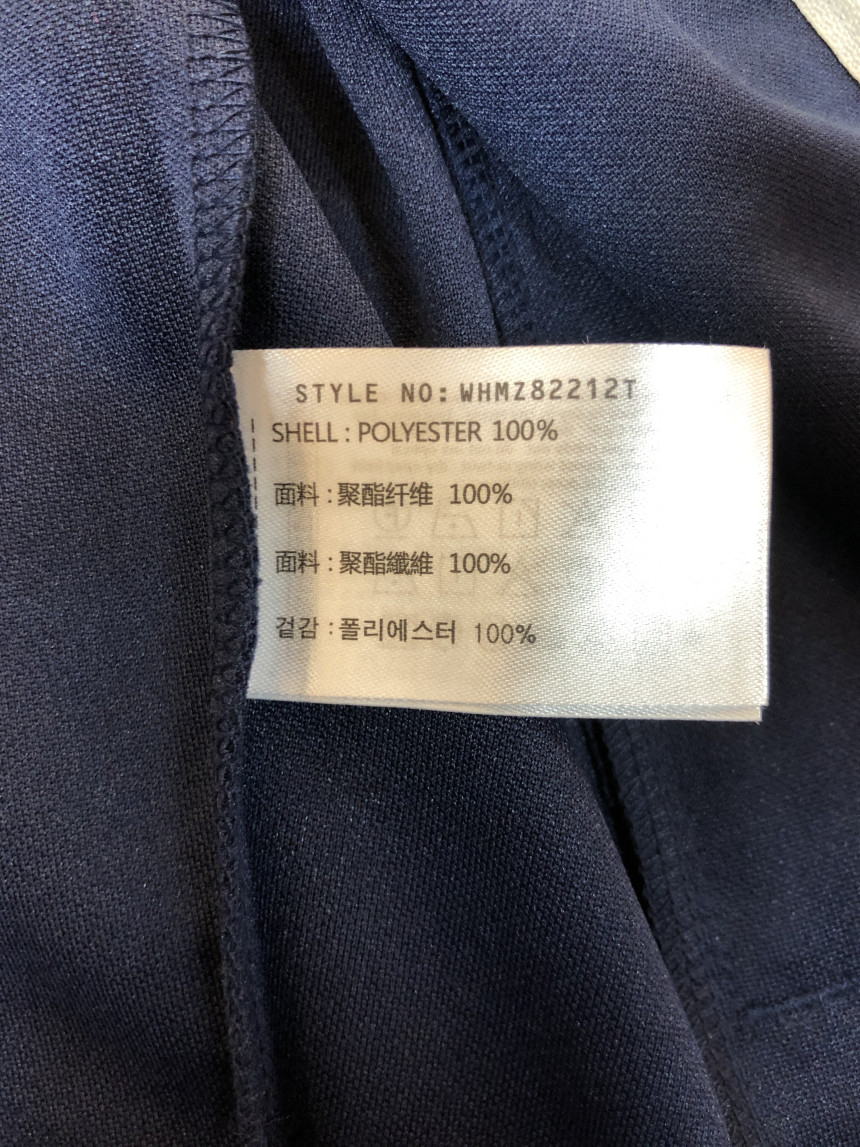 STYLE NO: WHMZ82212T
SHELL : POLYESTER 100%
面料 : 聚酯纤维 100%
面料 : 聚酯纖維 100%
겉감 : 폴리에스터 100%